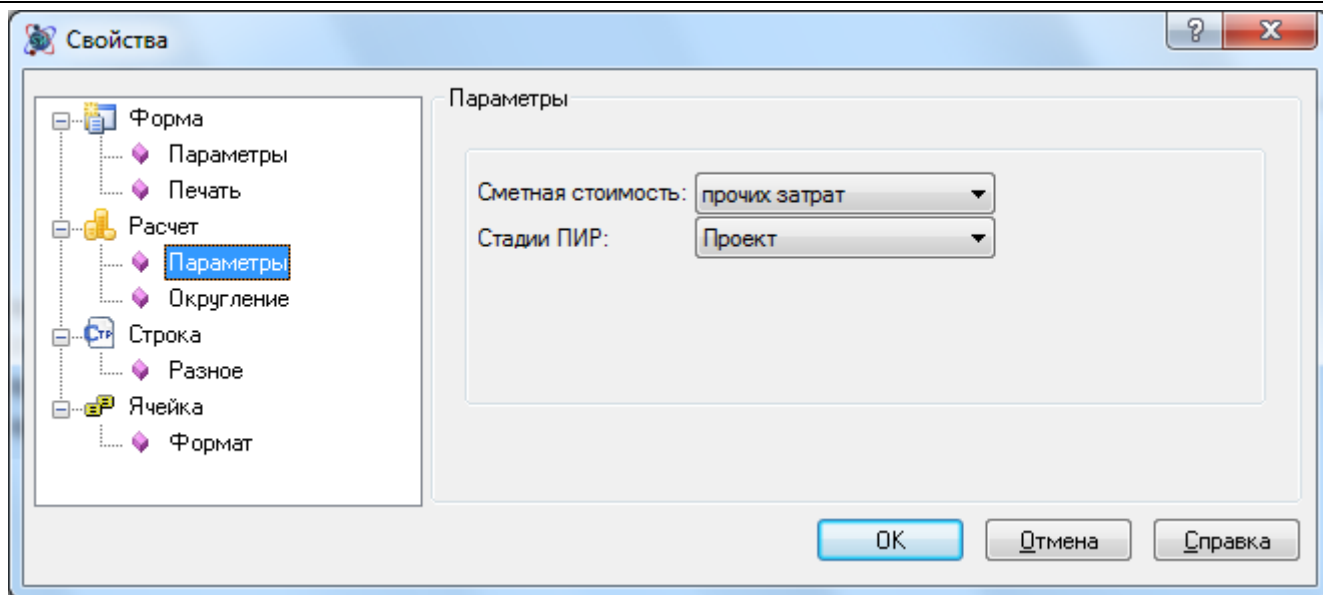 Свойства
Форма
Параметры
Печать
Расчет
Параметры
Округление
Стр Строка
Разное
Ячейка
Формат
Параметры
Сметная стоимость: прочих затрат
Стадии ПИР: Проект
OK Отмена Справка